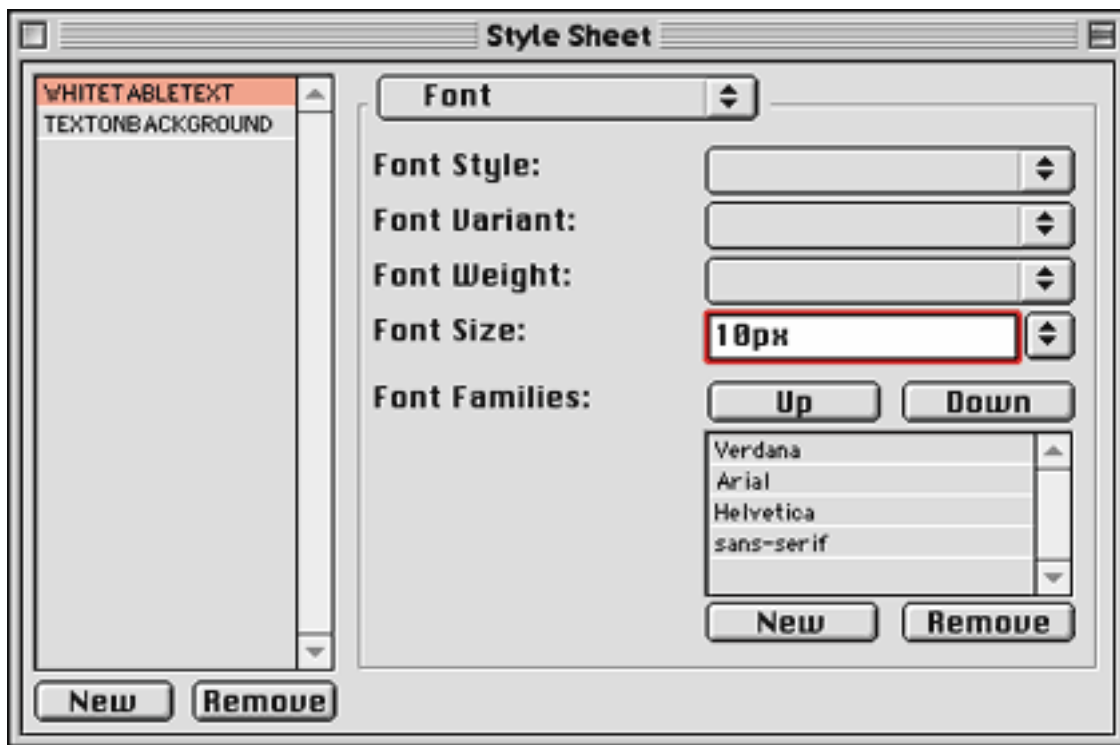 Style Sheet
WHITETABLETEXT
TEXTONBACKGROUND
New Remove
Font
Font Style:
Font Variant:
Font Weight:
Font Size: 10px
Font Families: Up Down
Verdana
Arial
Helvetica
sans-serif
New Remove